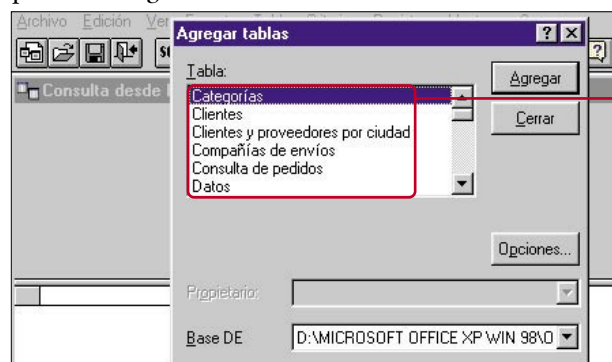 Archivo Edición Ver
Agregar tablas
Consulta desde
Tabla:
Categorías
Clientes
Clientes y proveedores por ciudad
Compañías de envíos
Consulta de pedidos
Datos
Agregar
Cerrar
Opciones...
Propietario:
Base DE
D:\MICROSOFT OFFICE XP WIN 98\O